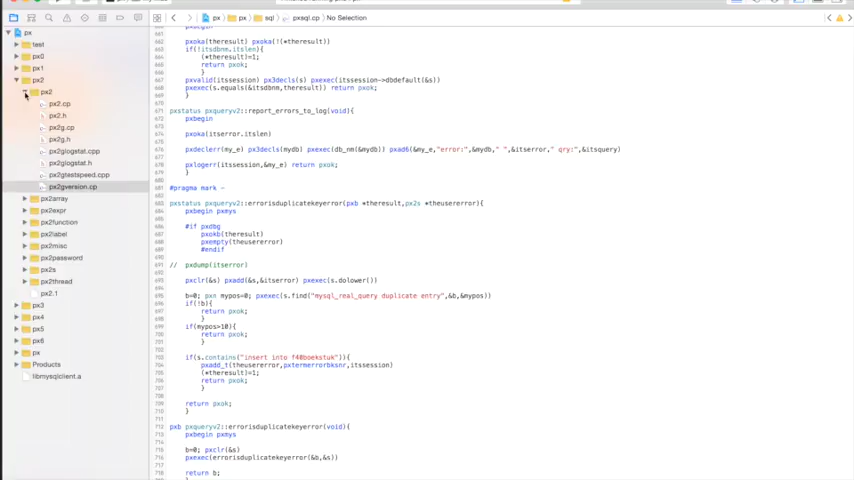 px px sql pxsql.cp No Selection
px
test
px0
px1
px2
px2
px2.cp
px2.h
px2g.cp
px2g.h
px2glogstat.cpp
px2glogstat.h
px2gtestspeed.cpp
px2gversion.cp
px2array
px2expr
px2function
px2label
px2misc
px2password
px2s
px2thread
px2.1
px3
px4
px5
px6
px
Products
libmysqlclient.a
pxoka(theresult) pxoka(!(*theresult))
if(!itsdbnm.itslen){
(*theresult)=1;
return pxok;
}
pxvalid(itssession) px3decls(s) pxexec(itssession->dbdefault(&s))
pxexec(s.equals(&itsdbnm,theresult) return pxok;
}
pxstatus pxqueryv2::report_errors_to_log(void){
pxbegin
pxoka(itserror.itslen)
pxdeclerr(my_e) px3decls(mydb) pxexec(db_nm(&mydb)) pxad6(&my_e,"error:",&mydb," ",&itserror," qry:",&itsquery)
pxlogerr(itssession,&my_e) return pxok;
}
#pragma mark -
pxstatus pxqueryv2::errorisduplicatekeyerror(pxb *theresult,px2s *theusererror){
pxbegin pxmys
#if pxdbg
pxokb(theresult)
pxempty(theusererror)
#endif
// pxdump(itserror)
pxclr(&s) pxadd(&s,&itserror) pxexec(s.dolower())
b=0; pxn mypos=0; pxexec(s.find("mysql_real_query duplicate entry",&b,&mypos))
if(!b){
return pxok;
}
if(mypos>10){
return pxok;
}
if(s.contains("insert into f40boekstuk")){
pxadd_t(theusererror,pxtermerrorbksnr,itssession)
(*theresult)=1;
return pxok;
}
return pxok;
}
pxb pxqueryv2::errorisduplicatekeyerror(void){
pxbegin pxmys
b=0; pxclr(&s)
pxexec(errorisduplicatekeyerror(&b,&s))
return b;